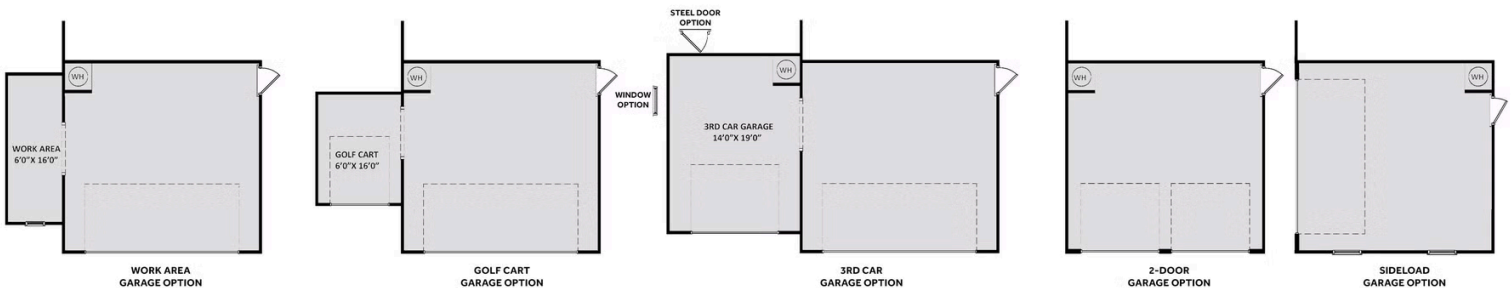 WH
WORK AREA
6'0"X 16'0"
WORK AREA
GARAGE OPTION
WH
GOLF CART
6'0"X 16'0"
GOLF CART
GARAGE OPTION
STEEL DOOR
OPTION
WINDOW
OPTION
WH
3RD CAR GARAGE
14'0"X 19'0"
3RD CAR
GARAGE OPTION
WH
2-DOOR
GARAGE OPTION
WH
SIDELOAD
GARAGE OPTION